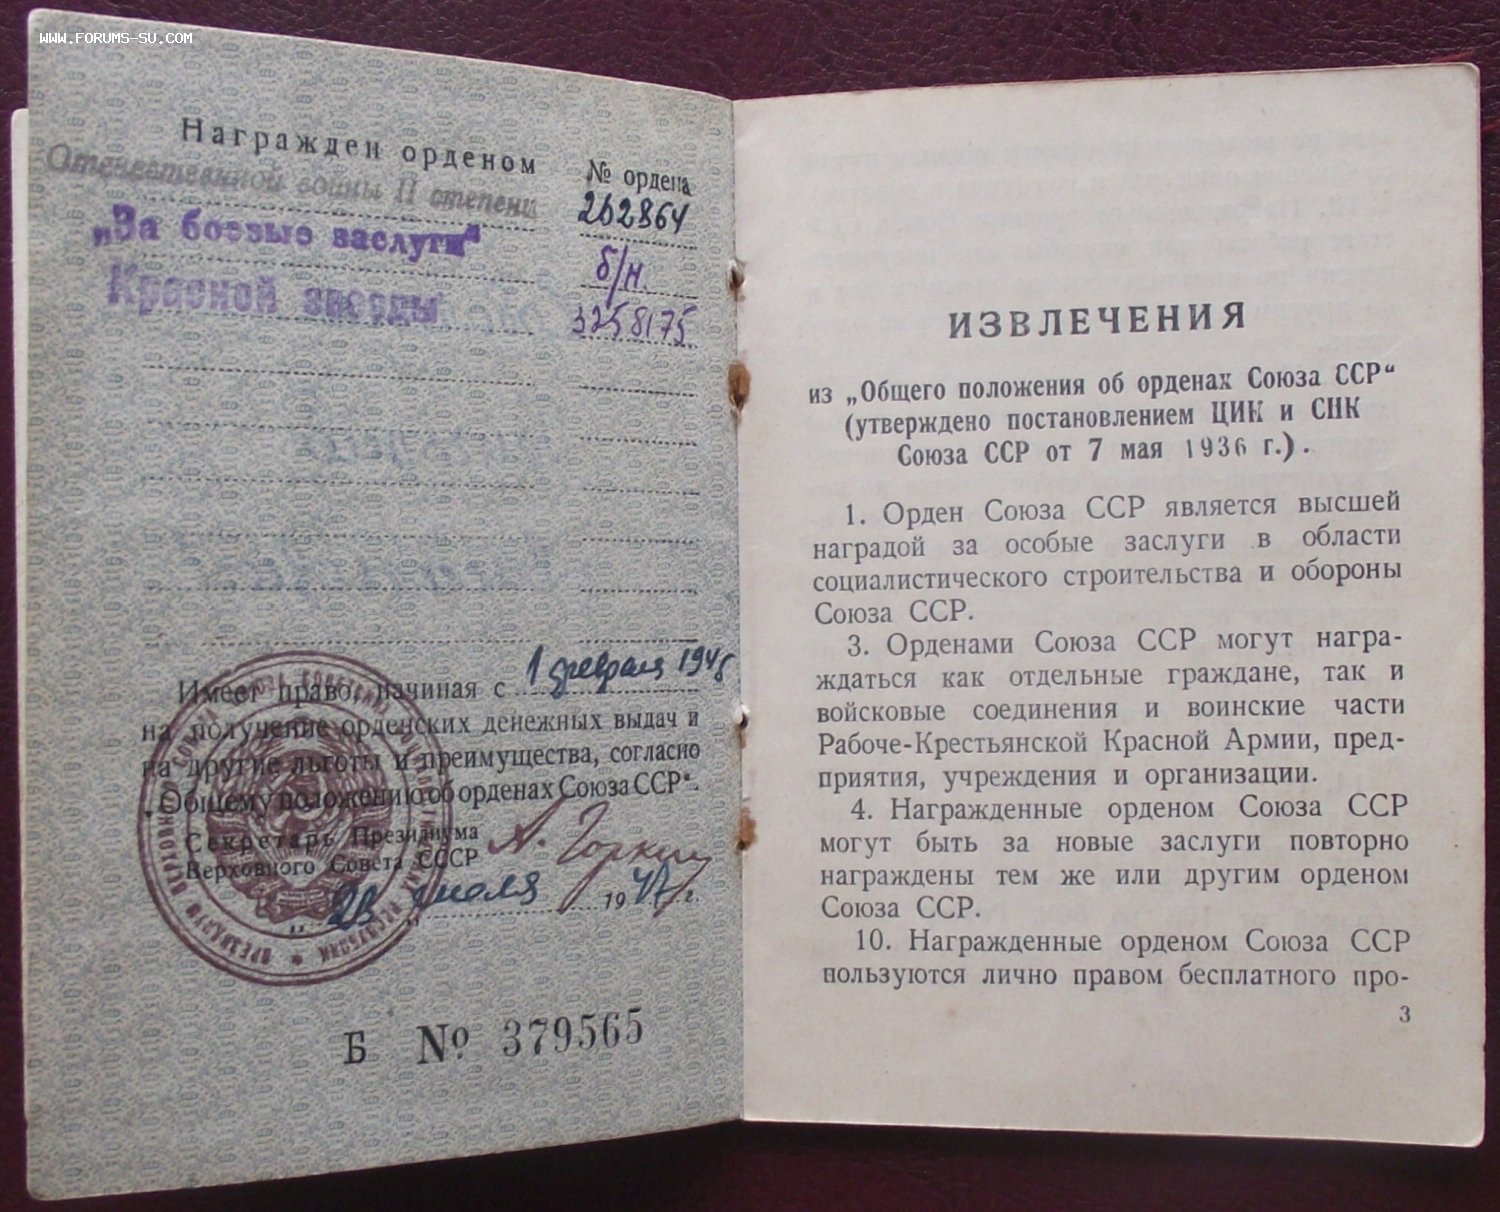 WWW.FORUMS-SU.COM
Награжден орденом № ордена
Отечественной войны II степени 262864
„За боевые заслуги“ б/н.
Красной звезды 3258175
Имеет право, начиная с 1 февраля 1945
на получение орденских денежных выдач и
на другие льготы и преимущества, согласно
„Общему положению об орденах Союза ССР“.
Секретарь Президиума
Верховного Совета СССР А. Горкин
„23“ июля 1947 г.
Б № 379565
ИЗВЛЕЧЕНИЯ
из „Общего положения об орденах Союза ССР“
(утверждено постановлением ЦИК и СНК
Союза ССР от 7 мая 1936 г.).
1. Орден Союза ССР является высшей
наградой за особые заслуги в области
социалистического строительства и обороны
Союза ССР.
3. Орденами Союза ССР могут награ-
ждаться как отдельные граждане, так и
войсковые соединения и воинские части
Рабоче-Крестьянской Красной Армии, пред-
приятия, учреждения и организации.
4. Награжденные орденом Союза ССР
могут быть за новые заслуги повторно
награждены тем же или другим орденом
Союза ССР.
10. Награжденные орденом Союза ССР
пользуются лично правом бесплатного про-
3